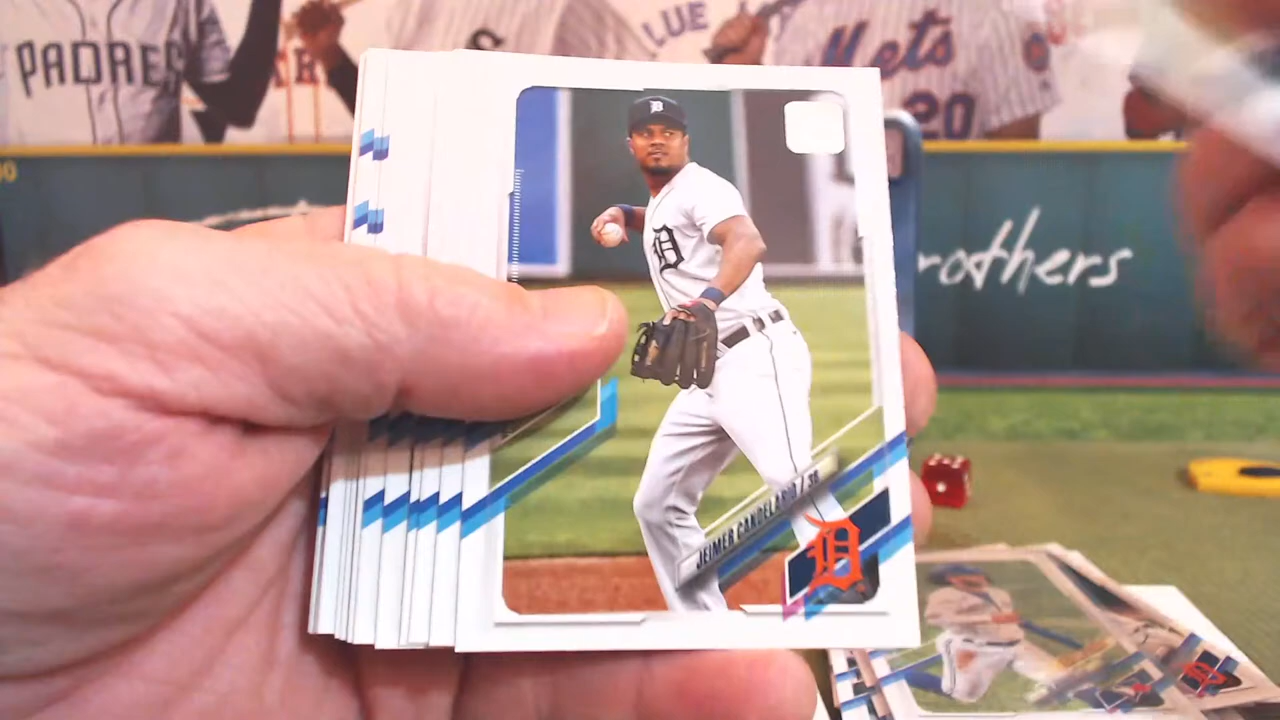 PADRES
LUE
Mets
20
rothers
JEIMER CANDELARIO / 3B